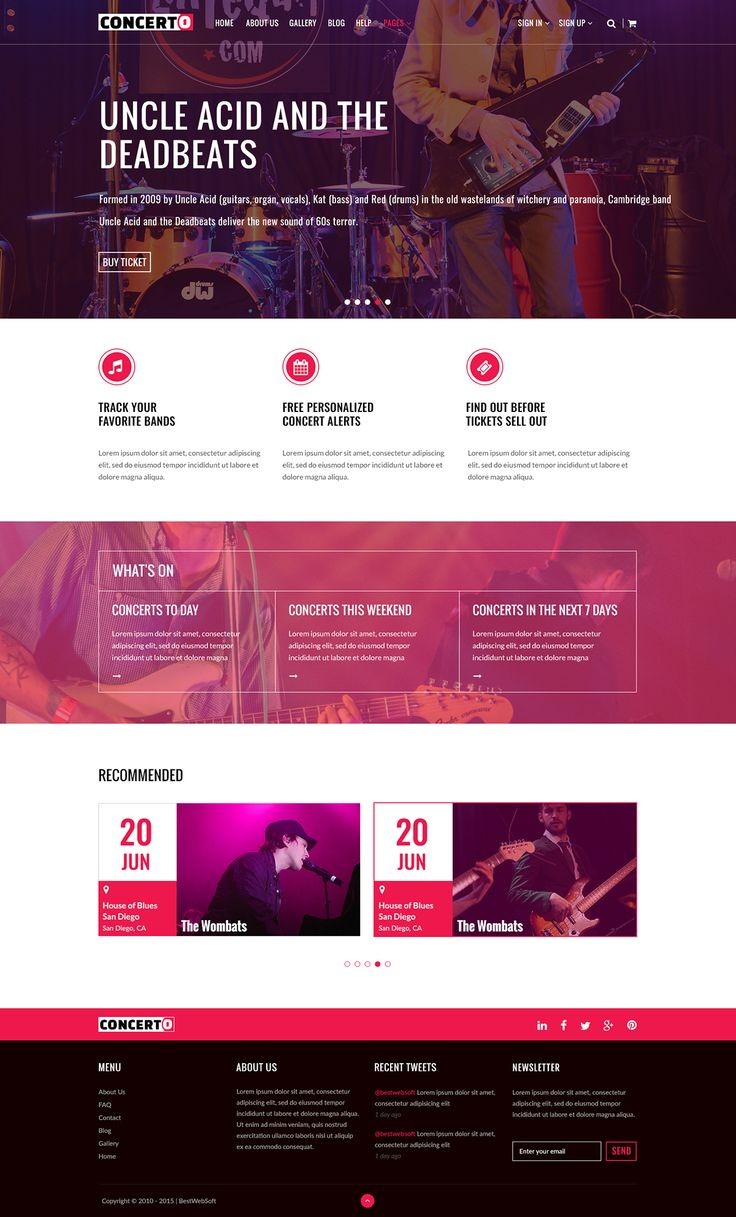 CONCERTO
HOME ABOUT US GALLERY BLOG HELP PAGES SIGN IN SIGN UP
.COM
UNCLE ACID AND THE
DEADBEATS
Formed in 2009 by Uncle Acid (guitars, organ, vocals), Kat (bass) and Red (drums) in the old wastelands of witchery and paranoia, Cambridge band
Uncle Acid and the Deadbeats deliver the new sound of 60s terror.
BUY TICKET
drums
dw
TRACK YOUR
FAVORITE BANDS
Lorem ipsum dolor sit amet, consectetur adipiscing
elit, sed do eiusmod tempor incididunt ut labore et
dolore magna aliqua.
FREE PERSONALIZED
CONCERT ALERTS
Lorem ipsum dolor sit amet, consectetur adipiscing
elit, sed do eiusmod tempor incididunt ut labore et
dolore magna aliqua.
FIND OUT BEFORE
TICKETS SELL OUT
Lorem ipsum dolor sit amet, consectetur adipiscing
elit, sed do eiusmod tempor incididunt ut labore et
dolore magna aliqua.
WHAT'S ON
CONCERTS TO DAY
Lorem ipsum dolor sit amet, consectetur
adipiscing elit, sed do eiusmod tempor
incididunt ut labore et dolore magna
CONCERTS THIS WEEKEND
Lorem ipsum dolor sit amet, consectetur
adipiscing elit, sed do eiusmod tempor
incididunt ut labore et dolore magna
CONCERTS IN THE NEXT 7 DAYS
Lorem ipsum dolor sit amet, consectetur
adipiscing elit, sed do eiusmod tempor
incididunt ut labore et dolore magna
RECOMMENDED
20
JUN
House of Blues
San Diego
San Diego, CA
The Wombats
20
JUN
House of Blues
San Diego
San Diego, CA
The Wombats
CONCERTO
MENU
About Us
FAQ
Contact
Blog
Gallery
Home
ABOUT US
Lorem ipsum dolor sit amet, consectetur
adipiscing elit, sed do eiusmod tempor
incididunt ut labore et dolore magna aliqua.
Ut enim ad minim veniam, quis nostrud
exercitation ullamco laboris nisi ut aliquip
ex ea commodo consequat.
RECENT TWEETS
@bestwebsoft Lorem ipsum dolor sit amet,
consectetur adipisicing elit
1 day ago
@bestwebsoft Lorem ipsum dolor sit amet,
consectetur adipisicing elit
1 day ago
NEWSLETTER
Lorem ipsum dolor sit amet, consectetur
adipiscing elit, sed do eiusmod tempor
incididunt ut labore et dolore magna aliqua.
Enter your email
SEND
Copyright © 2010 - 2015 | BestWebSoft